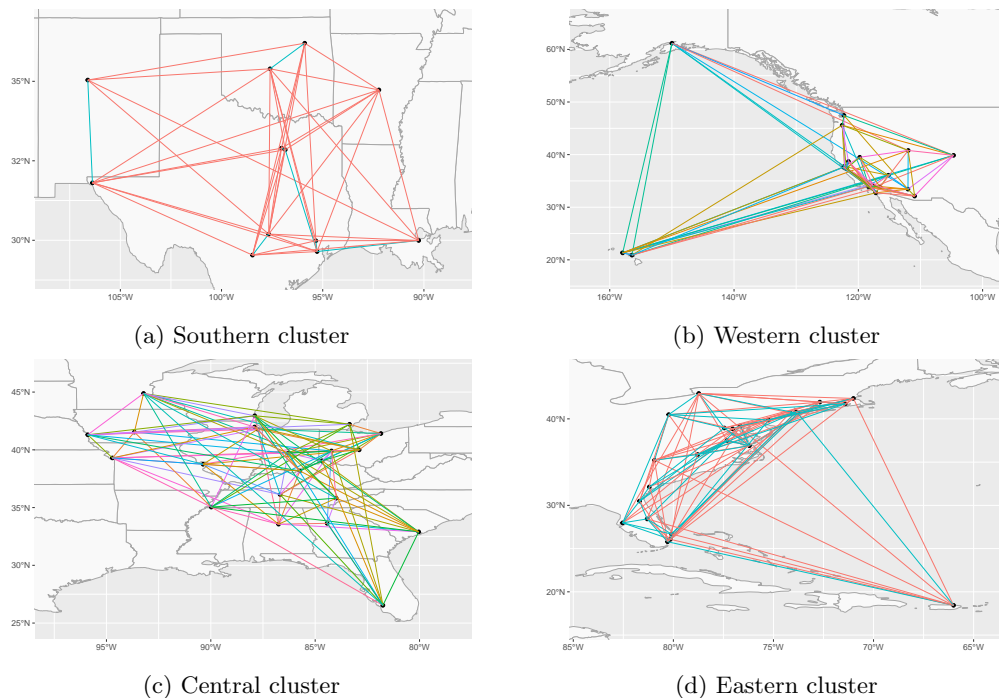 35°N
32°N
30°N
105°W
100°W
95°W
90°W
(a) Southern cluster
60°N
50°N
40°N
30°N
20°N
160°W
140°W
120°W
100°W
(b) Western cluster
45°N
40°N
35°N
30°N
25°N
95°W
90°W
85°W
80°W
(c) Central cluster
40°N
30°N
20°N
85°W
80°W
75°W
70°W
65°W
(d) Eastern cluster